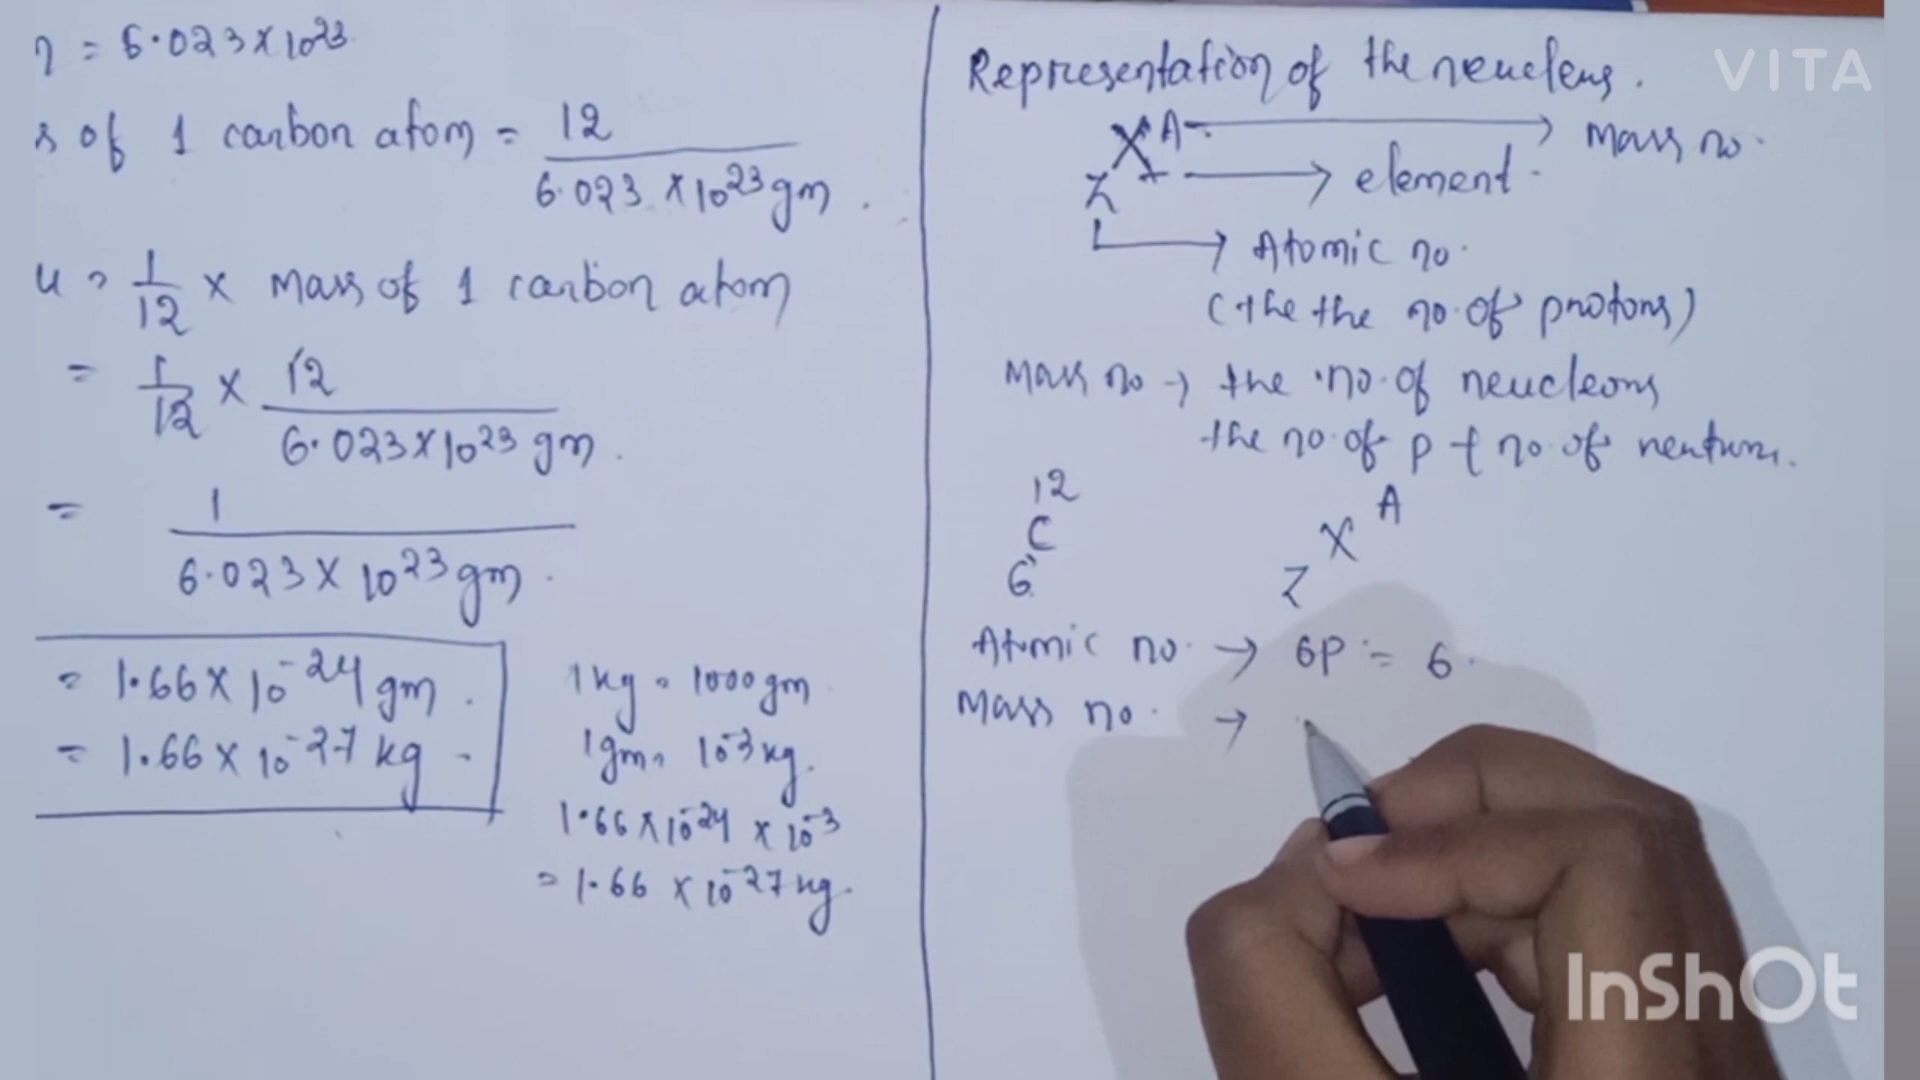 η = 6.023×10²³
s of 1 carbon atom = 12 / 6.023 × 10²³ gm.
u = 1/12 × Mass of 1 carbon atom
= 1/12 × 12 / 6.023×10²³ gm.
= 1 / 6.023 × 10²³ gm.
= 1.66 × 10⁻²⁴ gm.
= 1.66 × 10⁻²⁷ kg.
1 kg = 1000 gm
1 gm = 10⁻³ kg.
1.66 × 10⁻²⁴ × 10⁻³
= 1.66 × 10⁻²⁷ kg.
Representation of the neucleus.
X A → Mass no.
→ element.
Z
→ Atomic no.
(the the no. of protons)
Mass no → the no. of neucleons
the no. of p + no. of neutrons.
12
C
6
A
X
Z
Atomic no. → 6P = 6.
Mass no. →
VITA
InShOt